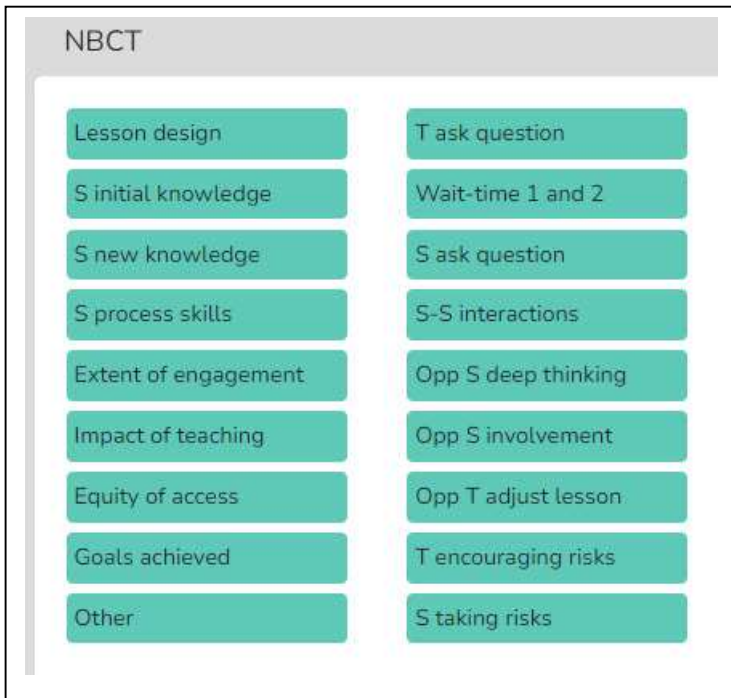 NBCT
Lesson design
S initial knowledge
S new knowledge
S process skills
Extent of engagement
Impact of teaching
Equity of access
Goals achieved
Other
T ask question
Wait-time 1 and 2
S ask question
S-S interactions
Opp S deep thinking
Opp S involvement
Opp T adjust lesson
T encouraging risks
S taking risks